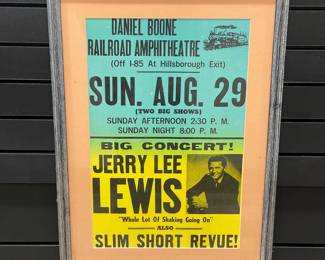 DANIEL BOONE
RAILROAD AMPHITHEATRE
(Off I-85 At Hillsborough Exit)
SUN. AUG. 29
(TWO BIG SHOWS)
SUNDAY AFTERNOON 2:30 P. M.
SUNDAY NIGHT 8:00 P. M.
BIG CONCERT!
JERRY LEE
LEWIS
"Whole Lot Of Shaking Going On"
ALSO
SLIM SHORT REVUE!